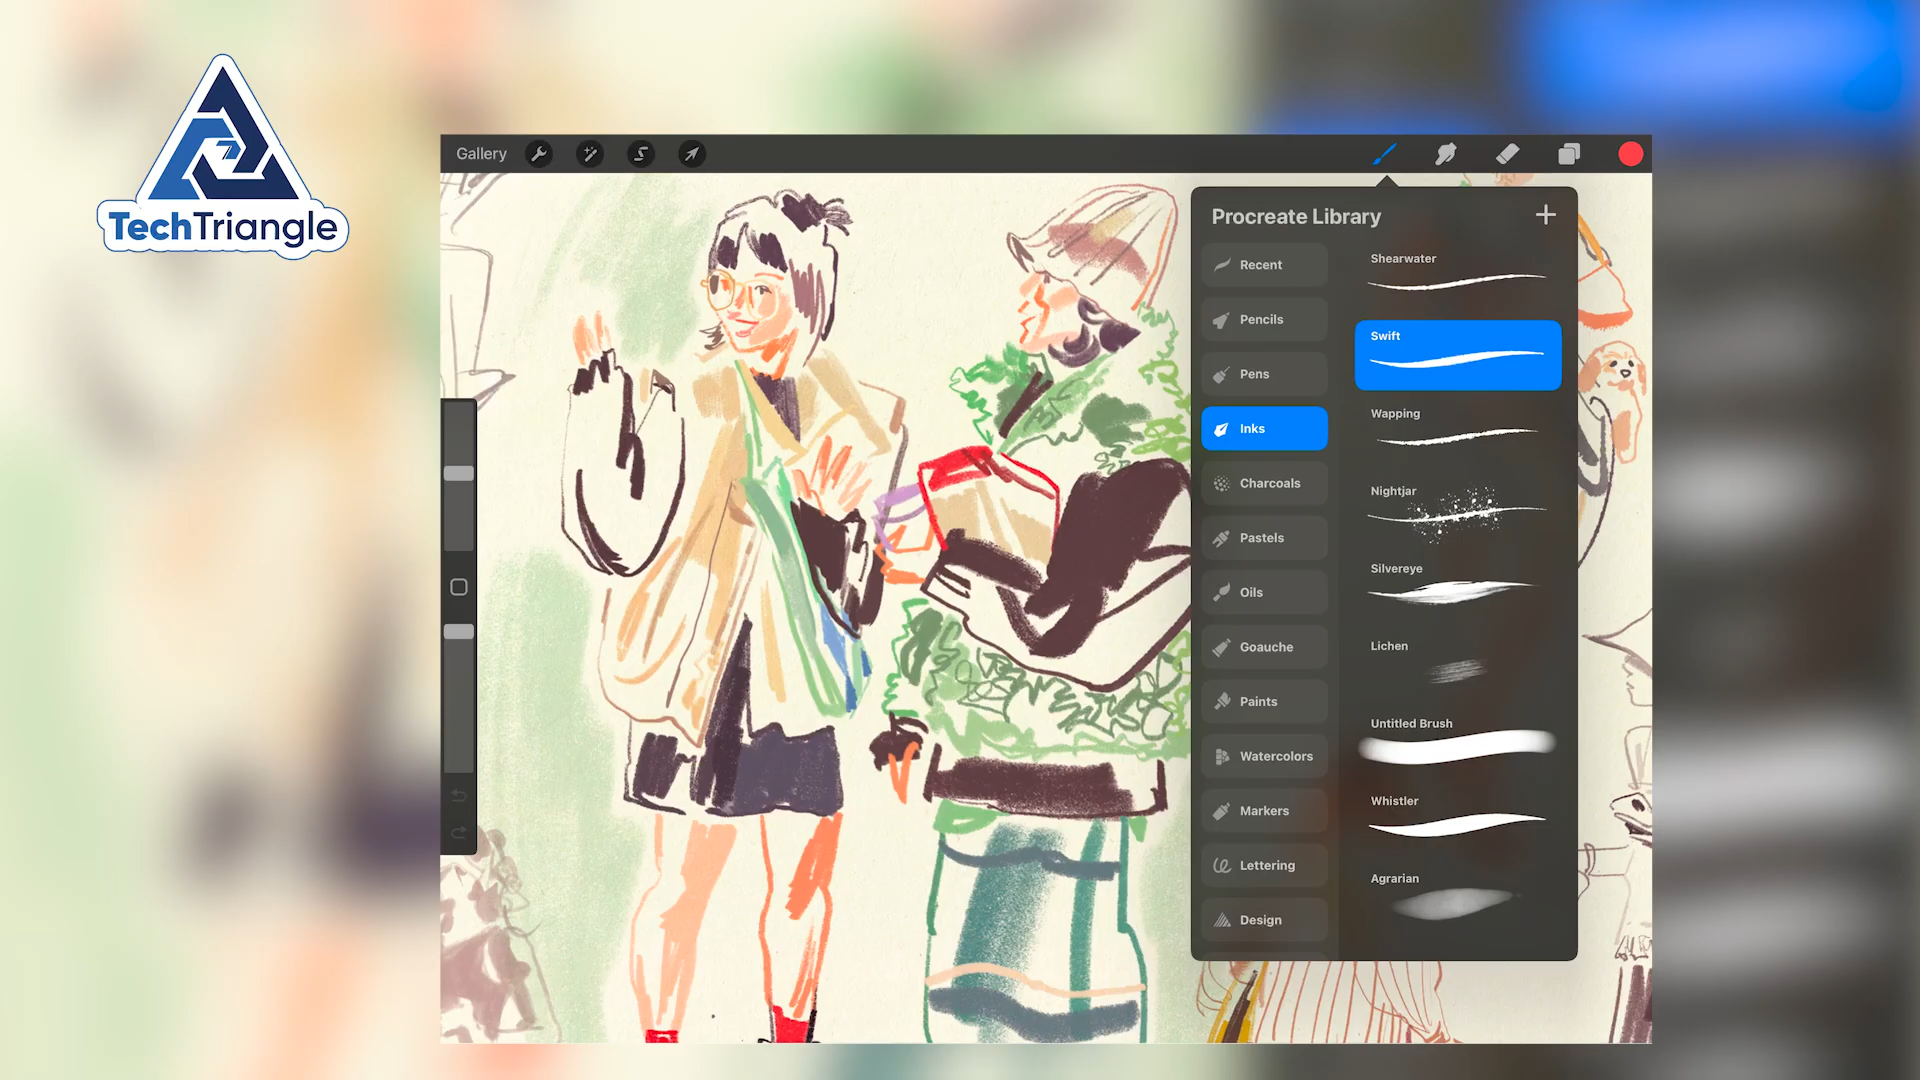 TechTriangle
Gallery
Procreate Library
Recent
Pencils
Pens
Inks
Charcoals
Pastels
Oils
Goauche
Paints
Watercolors
Markers
Lettering
Design
Shearwater
Swift
Wapping
Nightjar
Silvereye
Lichen
Untitled Brush
Whistler
Agrarian